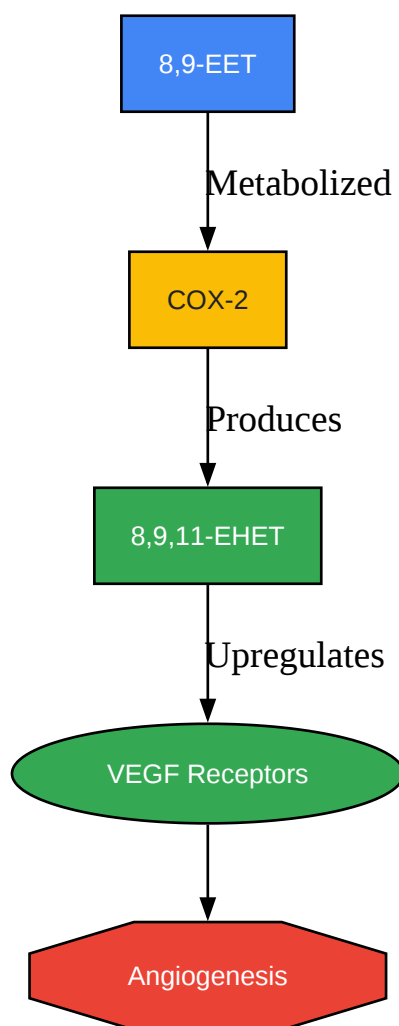 8,9-EET
Metabolized
COX-2
Produces
8,9,11-EHET
Upregulates
VEGF Receptors
Angiogenesis